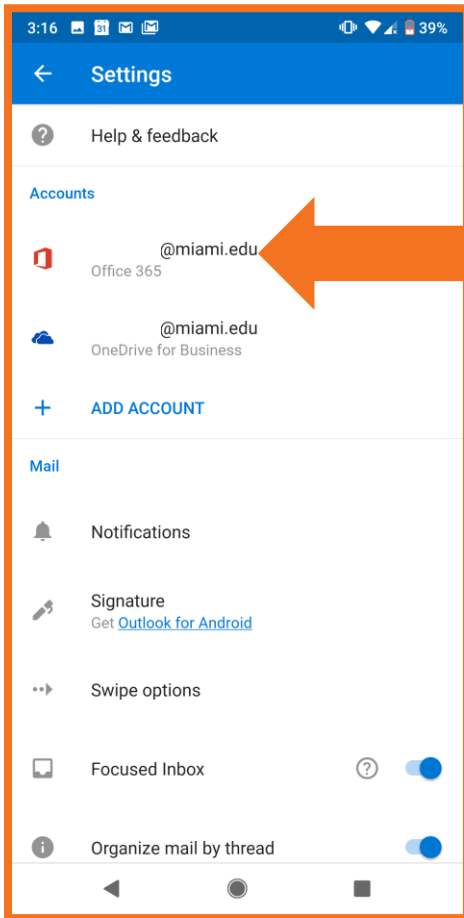 3:16 31 39%
Settings
Help & feedback
Accounts
@miami.edu
Office 365
@miami.edu
OneDrive for Business
ADD ACCOUNT
Mail
Notifications
Signature
Get Outlook for Android
Swipe options
Focused Inbox
Organize mail by thread